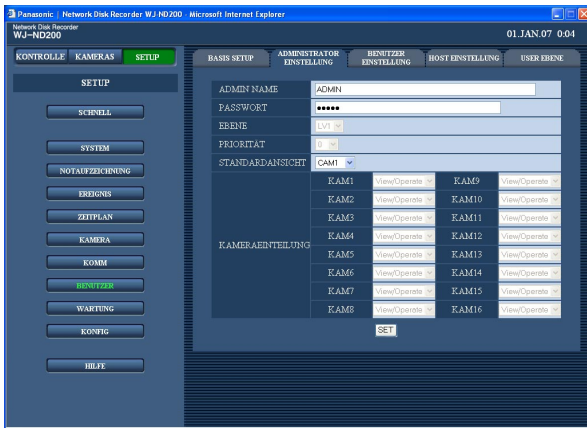 Panasonic | Network Disk Recorder WJ-ND200 - Microsoft Internet Explorer
Network Disk Recorder
WJ-ND200
01.JAN.07 0:04
KONTROLLE KAMERAS SETUP
SETUP
SCHNELL
SYSTEM
NOTAUFZEICHNUNG
EREIGNIS
ZEITPLAN
KAMERA
KOMM
BENUTZER
WARTUNG
KONFIG
HILFE
BASIS SETUP
ADMINISTRATOR
EINSTELLUNG
BENUTZER
EINSTELLUNG
HOST EINSTELLUNG
USER EBENE
ADMIN NAME ADMIN
PASSWORT •••••
EBENE LV1
PRIORITÄT
STANDARDANSICHT CAM1
KAMERAEINTEILUNG
KAM1 View/Operate KAM9 View/Operate
KAM2 View/Operate KAM10 View/Operate
KAM3 View/Operate KAM11 View/Operate
KAM4 View/Operate KAM12 View/Operate
KAM5 View/Operate KAM13 View/Operate
KAM6 View/Operate KAM14 View/Operate
KAM7 View/Operate KAM15 View/Operate
KAM8 View/Operate KAM16 View/Operate
SET